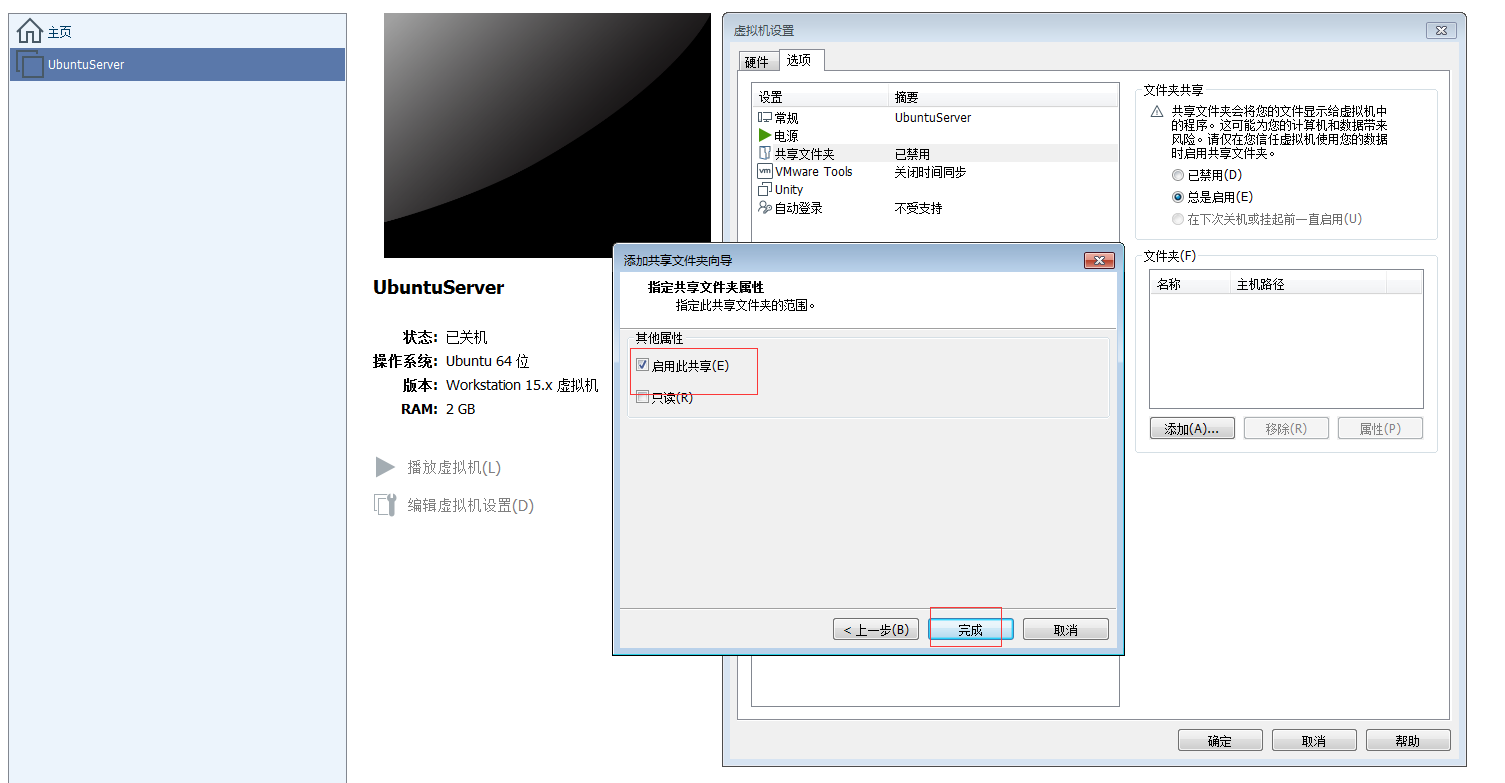 主页
UbuntuServer
UbuntuServer
状态: 已关机
操作系统: Ubuntu 64 位
版本: Workstation 15.x 虚拟机
RAM: 2 GB
播放虚拟机(L)
编辑虚拟机设置(D)
虚拟机设置
硬件 选项
设置 摘要
常规 UbuntuServer
电源
共享文件夹 已禁用
vm VMware Tools 关闭时间同步
Unity
自动登录 不受支持
文件夹共享
共享文件夹会将您的文件显示给虚拟机中
的程序。这可能为您的计算机和数据带来
风险。请仅在您信任虚拟机使用您的数据
时启用共享文件夹。
已禁用(D)
总是启用(E)
在下次关机或挂起前一直启用(U)
文件夹(F)
名称 主机路径
添加(A)... 移除(R) 属性(P)
确定 取消 帮助
添加共享文件夹向导
指定共享文件夹属性
指定此共享文件夹的范围。
其他属性
启用此共享(E)
只读(R)
< 上一步(B) 完成 取消